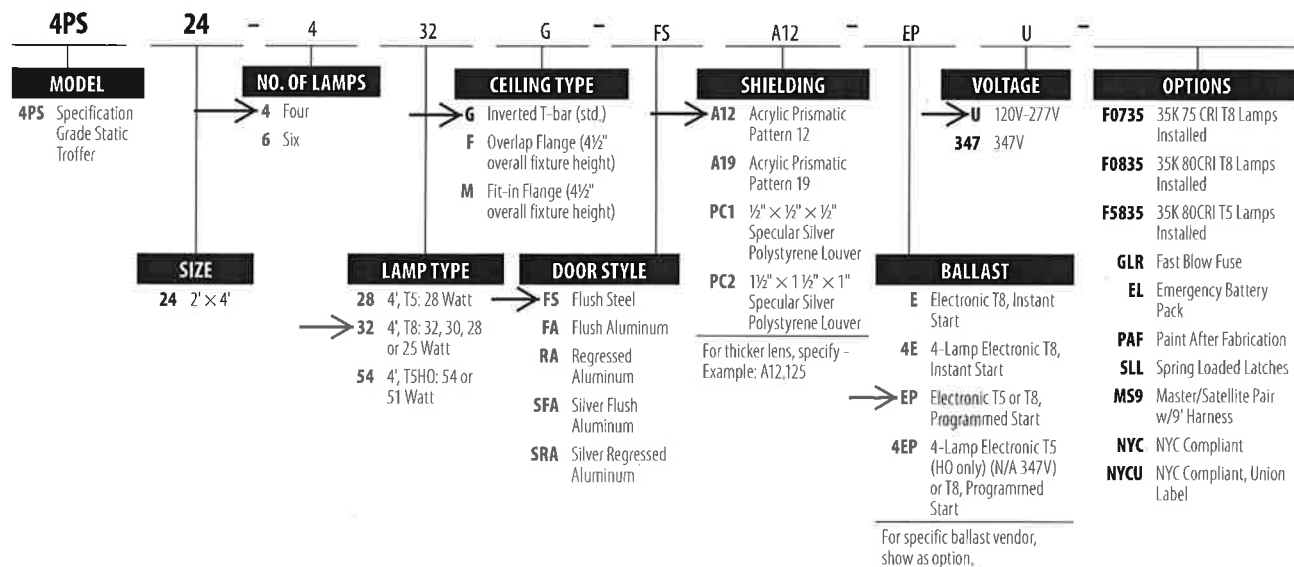 4PS 24 – 4 32 G – FS A12 – EP U –
MODEL
4PS Specification
Grade Static
Troffer
NO. OF LAMPS
4 Four
6 Six
CEILING TYPE
G Inverted T-bar (std.)
F Overlap Flange (4½"
overall fixture height)
M Fit-in Flange (4½"
overall fixture height)
SHIELDING
A12 Acrylic Prismatic
Pattern 12
A19 Acrylic Prismatic
Pattern 19
PC1 ½" × ½" × ½"
Specular Silver
Polystyrene Louver
PC2 1½" × 1 ½" × 1"
Specular Silver
Polystyrene Louver
For thicker lens, specify –
Example: A12,125
VOLTAGE
U 120V–277V
347 347V
OPTIONS
F0735 35K 75 CRI T8 Lamps
Installed
F0835 35K 80CRI T8 Lamps
Installed
F5835 35K 80CRI T5 Lamps
Installed
GLR Fast Blow Fuse
EL Emergency Battery
Pack
PAF Paint After Fabrication
SLL Spring Loaded Latches
MS9 Master/Satellite Pair
w/9' Harness
NYC NYC Compliant
NYCU NYC Compliant, Union
Label
SIZE
24 2' × 4'
LAMP TYPE
28 4', T5: 28 Watt
32 4', T8: 32, 30, 28
or 25 Watt
54 4', T5HO: 54 or
51 Watt
DOOR STYLE
FS Flush Steel
FA Flush Aluminum
RA Regressed
Aluminum
SFA Silver Flush
Aluminum
SRA Silver Regressed
Aluminum
BALLAST
E Electronic T8, Instant
Start
4E 4-Lamp Electronic T8,
Instant Start
EP Electronic T5 or T8,
Programmed Start
4EP 4-Lamp Electronic T5
(HO only) (N/A 347V)
or T8, Programmed
Start
For specific ballast vendor,
show as option,